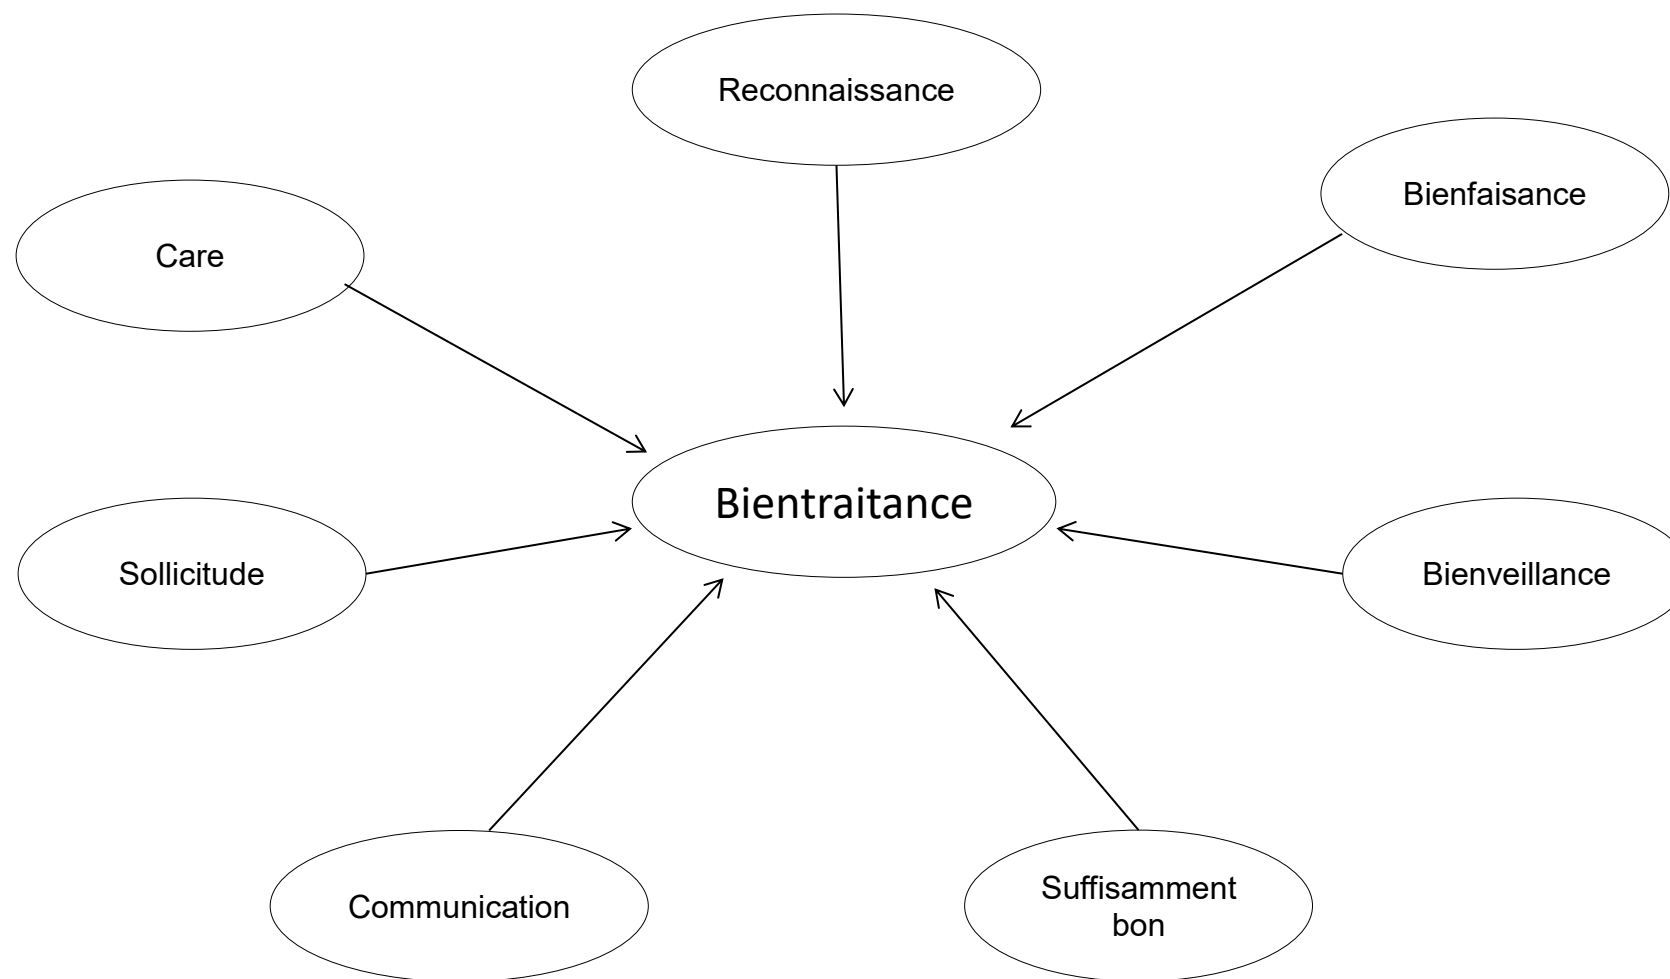 Reconnaissance
Bienfaisance
Care
Bientraitance
Sollicitude
Bienveillance
Communication
Suffisamment
bon